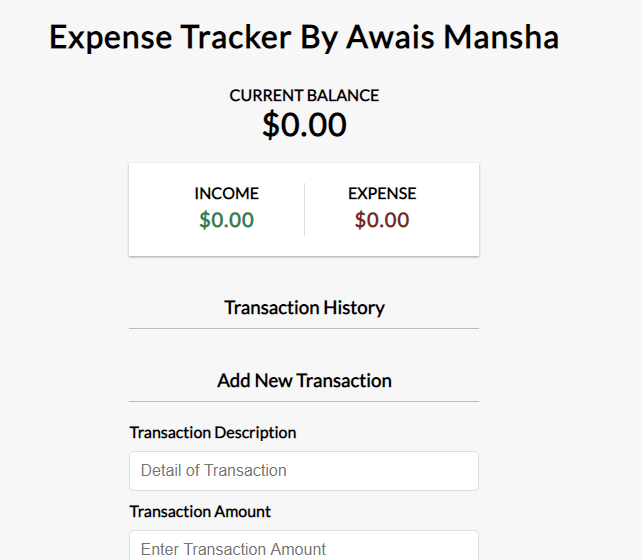 Expense Tracker By Awais Mansha
CURRENT BALANCE
$0.00
INCOME EXPENSE
$0.00 $0.00
Transaction History
Add New Transaction
Transaction Description
Detail of Transaction
Transaction Amount
Enter Transaction Amount